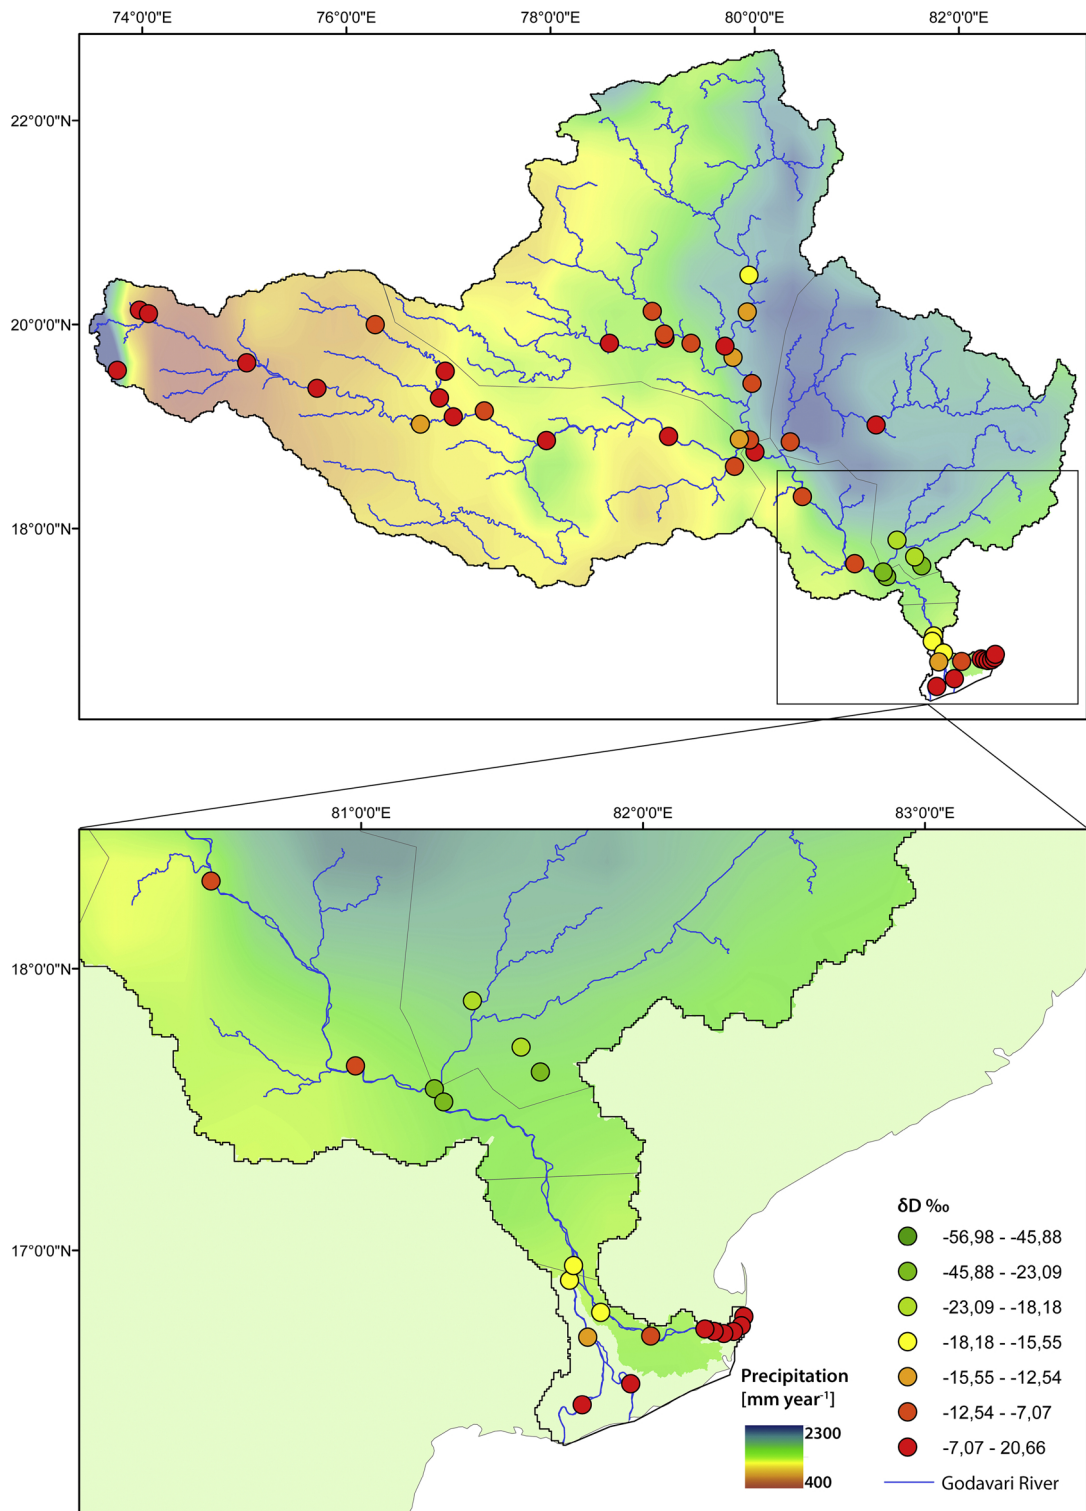 74°0'0"E 76°0'0"E 78°0'0"E 80°0'0"E 82°0'0"E
22°0'0"N
20°0'0"N
18°0'0"N
81°0'0"E 82°0'0"E 83°0'0"E
18°0'0"N
17°0'0"N
δD ‰
-56,98 - -45,88
-45,88 - -23,09
-23,09 - -18,18
-18,18 - -15,55
-15,55 - -12,54
-12,54 - -7,07
-7,07 - 20,66
Godavari River
Precipitation
[mm year⁻¹]
2300
400